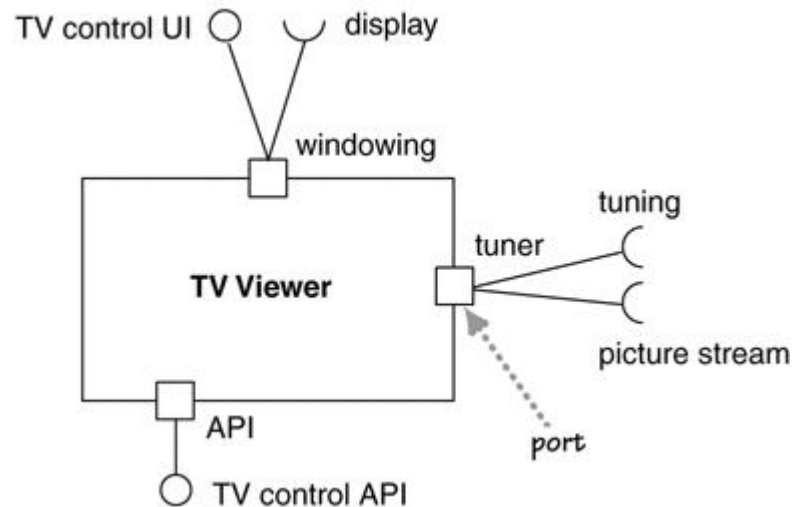 TV control UI
display
windowing
tuning
tuner
TV Viewer
picture stream
API
port
TV control API